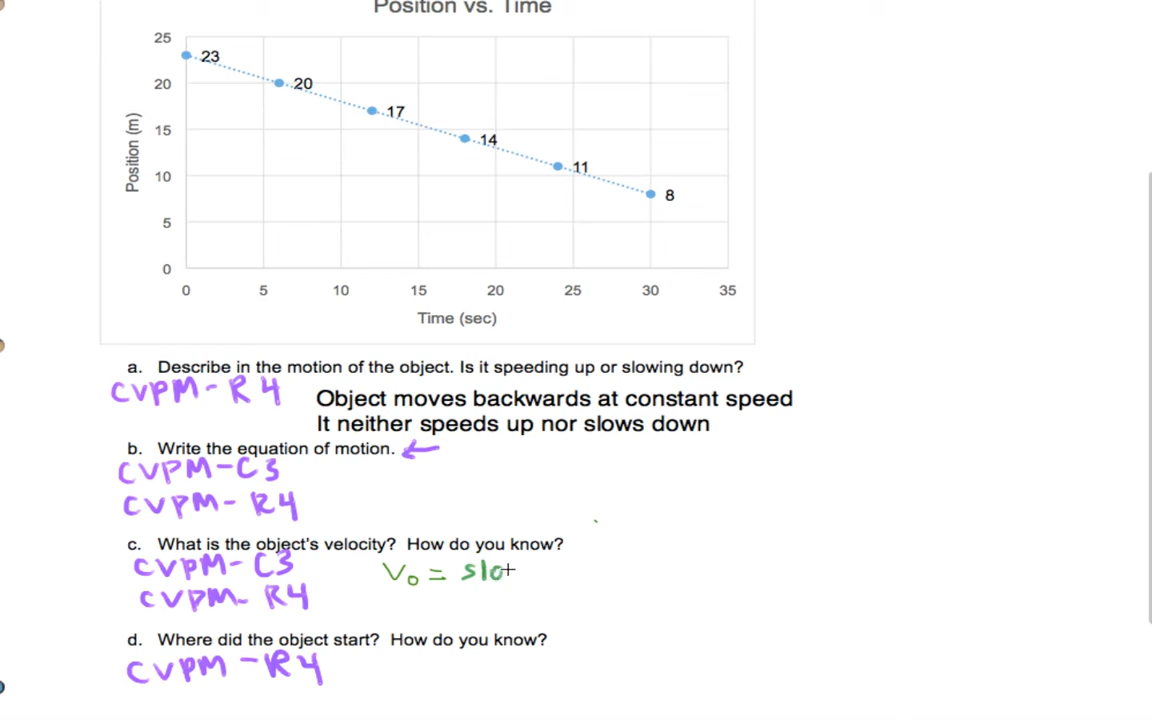 Position vs. Time
25
20
15
10
5
0
Position (m)
23
20
17
14
11
8
0 5 10 15 20 25 30 35
Time (sec)
a. Describe in the motion of the object. Is it speeding up or slowing down?
CVPM-R4
Object moves backwards at constant speed
It neither speeds up nor slows down
b. Write the equation of motion.
CVPM-C3
CVPM-R4
c. What is the object's velocity? How do you know?
CVPM-C3
V₀ = slo
CVPM-R4
d. Where did the object start? How do you know?
CVPM-R4